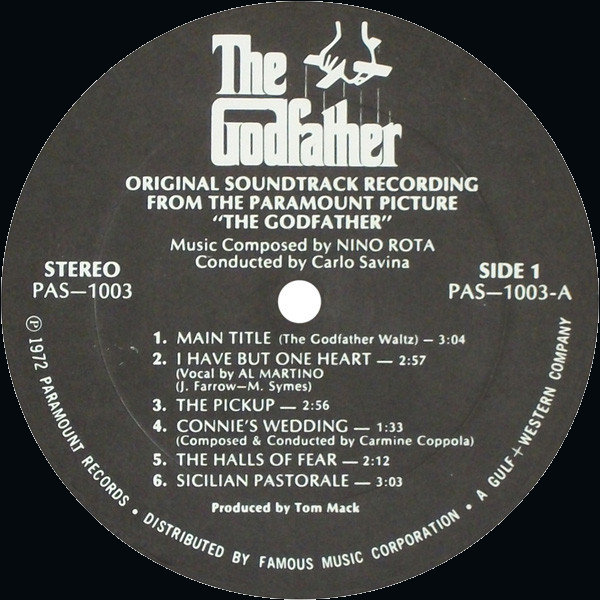 The
Godfather
ORIGINAL SOUNDTRACK RECORDING
FROM THE PARAMOUNT PICTURE
"THE GODFATHER"
Music Composed by NINO ROTA
Conducted by Carlo Savina
STEREO
PAS—1003
SIDE 1
PAS—1003-A
1. MAIN TITLE (The Godfather Waltz) — 3:04
2. I HAVE BUT ONE HEART — 2:57
(Vocal by AL MARTINO
(J. Farrow—M. Symes)
3. THE PICKUP — 2:56
4. CONNIE'S WEDDING — 1:33
(Composed & Conducted by Carmine Coppola)
5. THE HALLS OF FEAR — 2:12
6. SICILIAN PASTORALE — 3:03
Produced by Tom Mack
Ⓟ 1972 PARAMOUNT RECORDS • DISTRIBUTED BY FAMOUS MUSIC CORPORATION • A GULF + WESTERN COMPANY